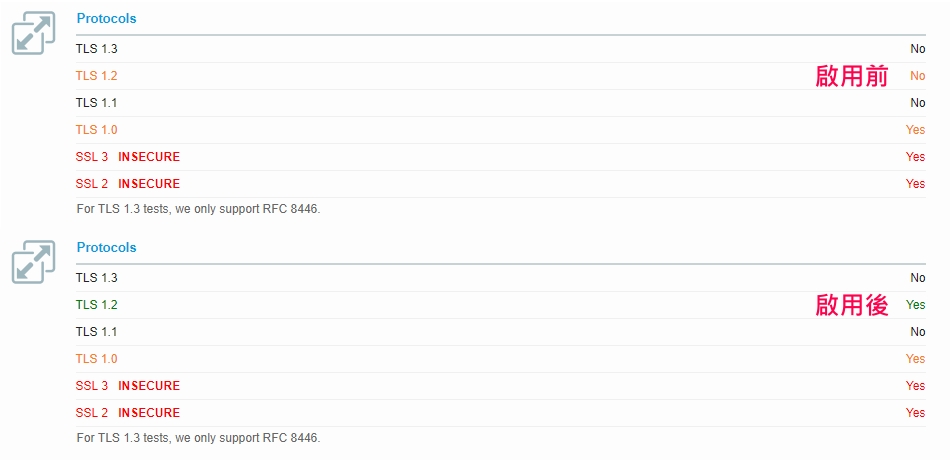 Protocols
TLS 1.3 No
TLS 1.2 啟用前 No
TLS 1.1 No
TLS 1.0 Yes
SSL 3 INSECURE Yes
SSL 2 INSECURE Yes
For TLS 1.3 tests, we only support RFC 8446.
Protocols
TLS 1.3 No
TLS 1.2 啟用後 Yes
TLS 1.1 No
TLS 1.0 Yes
SSL 3 INSECURE Yes
SSL 2 INSECURE Yes
For TLS 1.3 tests, we only support RFC 8446.